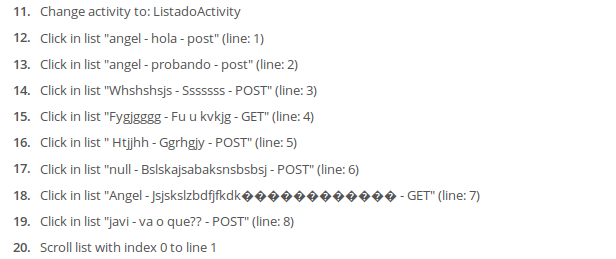 11. Change activity to: ListadoActivity
12. Click in list "angel - hola - post" (line: 1)
13. Click in list "angel - probando - post" (line: 2)
14. Click in list "Whshshsjs - Sssssss - POST" (line: 3)
15. Click in list "Fygjgggg - Fu u kvkjg - GET" (line: 4)
16. Click in list " Htjjhh - Ggrhgjy - POST" (line: 5)
17. Click in list "null - Bslskajsabaksnsbsbsj - POST" (line: 6)
18. Click in list "Angel - Jsjskslzbdfjfkdk������������ - GET" (line: 7)
19. Click in list "javi - va o que?? - POST" (line: 8)
20. Scroll list with index 0 to line 1